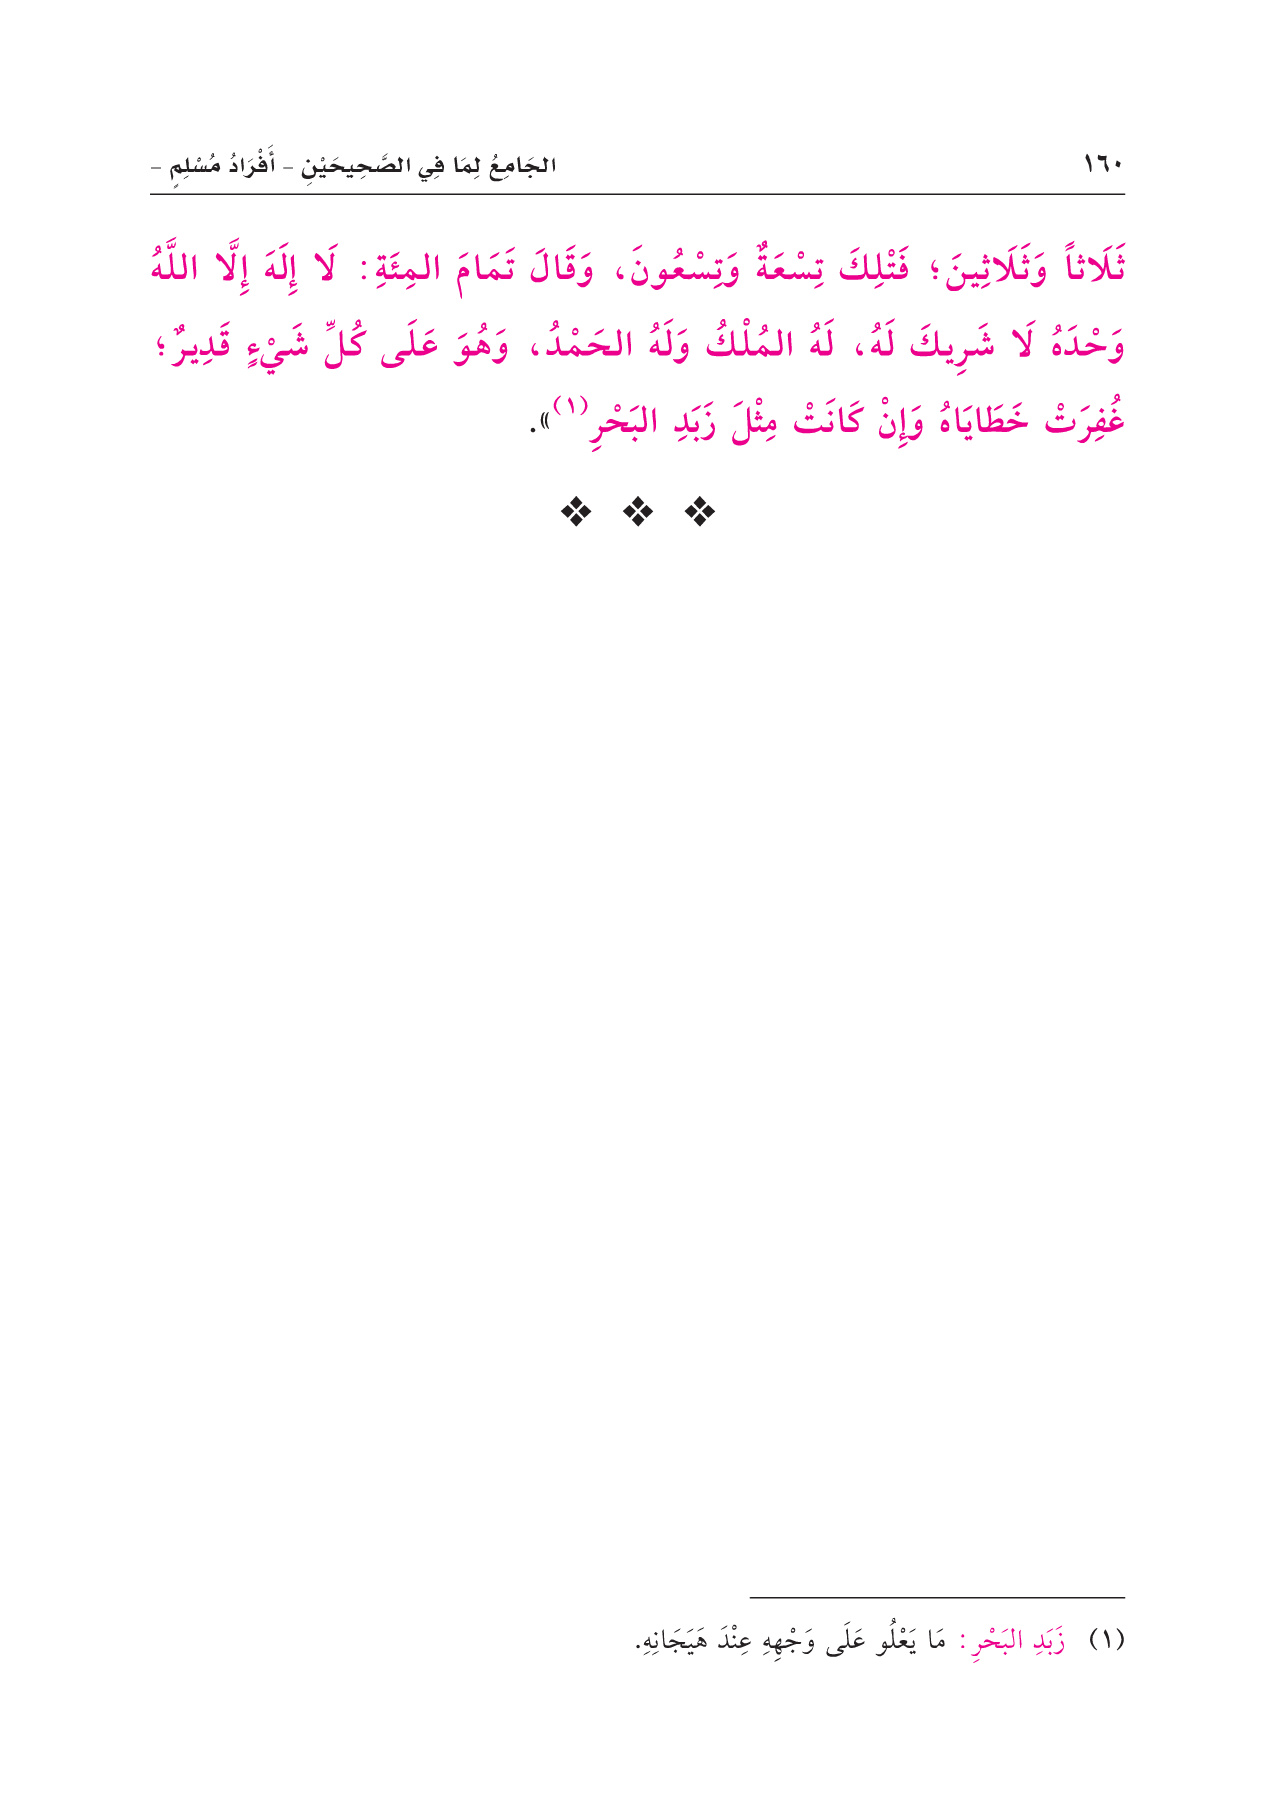 ١٦٠
الجَامِعُ لِمَا فِي الصَّحِيحَيْنِ - أَفْرَادُ مُسْلِمٍ -
ثَلَاثاً وَثَلَاثِينَ؛ فَتْلِكَ تِسْعَةٌ وَتِسْعُونَ، وَقَالَ تَمَامَ المِئَةِ: لَا إِلَهَ إِلَّا اللَّهُ
وَحْدَهُ لَا شَرِيكَ لَهُ، لَهُ المُلْكُ وَلَهُ الحَمْدُ، وَهُوَ عَلَى كُلِّ شَيْءٍ قَدِيرٌ؛
غُفِرَتْ خَطَايَاهُ وَإِنْ كَانَتْ مِثْلَ زَبَدِ البَحْرِ(١)».
(١) زَبَدِ البَحْرِ: مَا يَعْلُو عَلَى وَجْهِهِ عِنْدَ هَيَجَانِهِ.